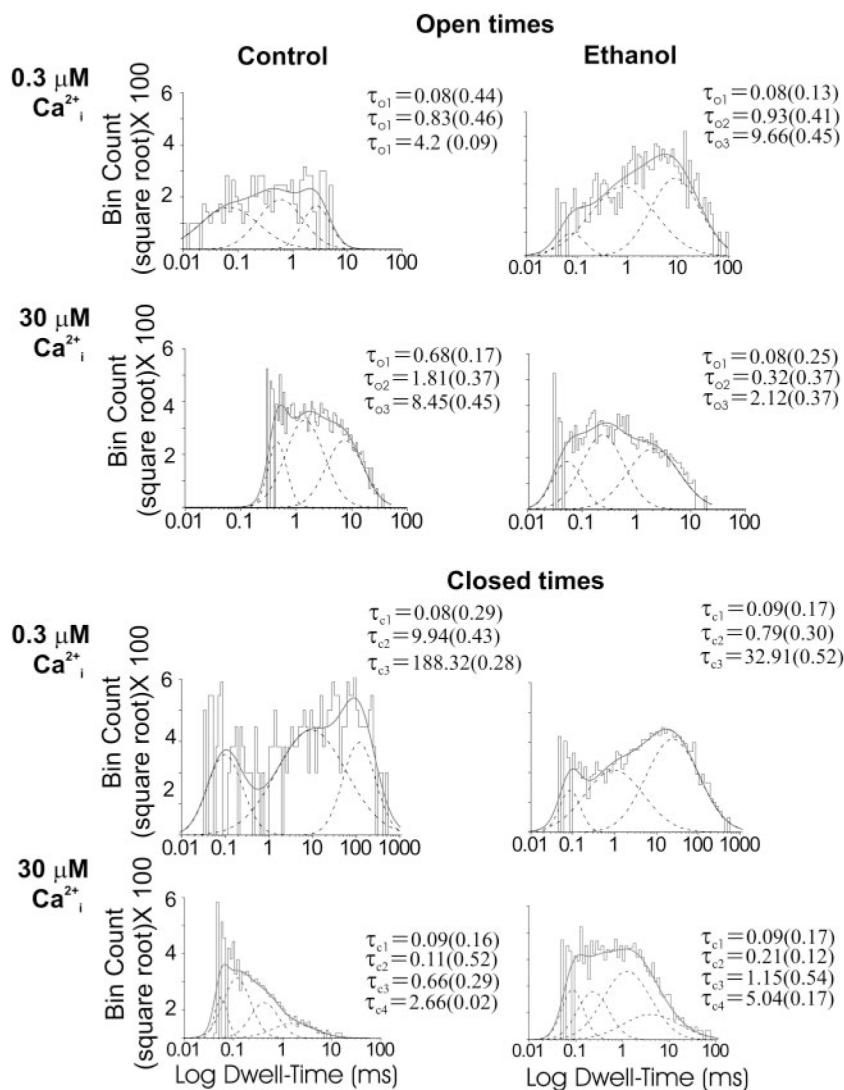 Open times
Control
Ethanol
0.3 μM
Ca²⁺ᵢ
Bin Count
(square root)X 100
6
4
2
τo1=0.08(0.44)
τo1=0.83(0.46)
τo1=4.2 (0.09)
0.01 0.1 1 10 100
τo1=0.08(0.13)
τo2=0.93(0.41)
τo3=9.66(0.45)
0.01 0.1 1 10 100
30 μM
Ca²⁺ᵢ
Bin Count
(square root)X 100
6
4
2
τo1=0.68(0.17)
τo2=1.81(0.37)
τo3=8.45(0.45)
0.01 0.1 1 10 100
τo1=0.08(0.25)
τo2=0.32(0.37)
τo3=2.12(0.37)
0.01 0.1 1 10 100
Closed times
0.3 μM
Ca²⁺ᵢ
Bin Count
(square root)X 100
6
4
2
τc1=0.08(0.29)
τc2=9.94(0.43)
τc3=188.32(0.28)
0.01 0.1 1 10 100 1000
τc1=0.09(0.17)
τc2=0.79(0.30)
τc3=32.91(0.52)
0.01 0.1 1 10 100 1000
30 μM
Ca²⁺ᵢ
Bin Count
(square root)X 100
6
4
2
τc1=0.09(0.16)
τc2=0.11(0.52)
τc3=0.66(0.29)
τc4=2.66(0.02)
0.01 0.1 1 10 100
Log Dwell-Time (ms)
τc1=0.09(0.17)
τc2=0.21(0.12)
τc3=1.15(0.54)
τc4=5.04(0.17)
0.01 0.1 1 10 100
Log Dwell-Time (ms)